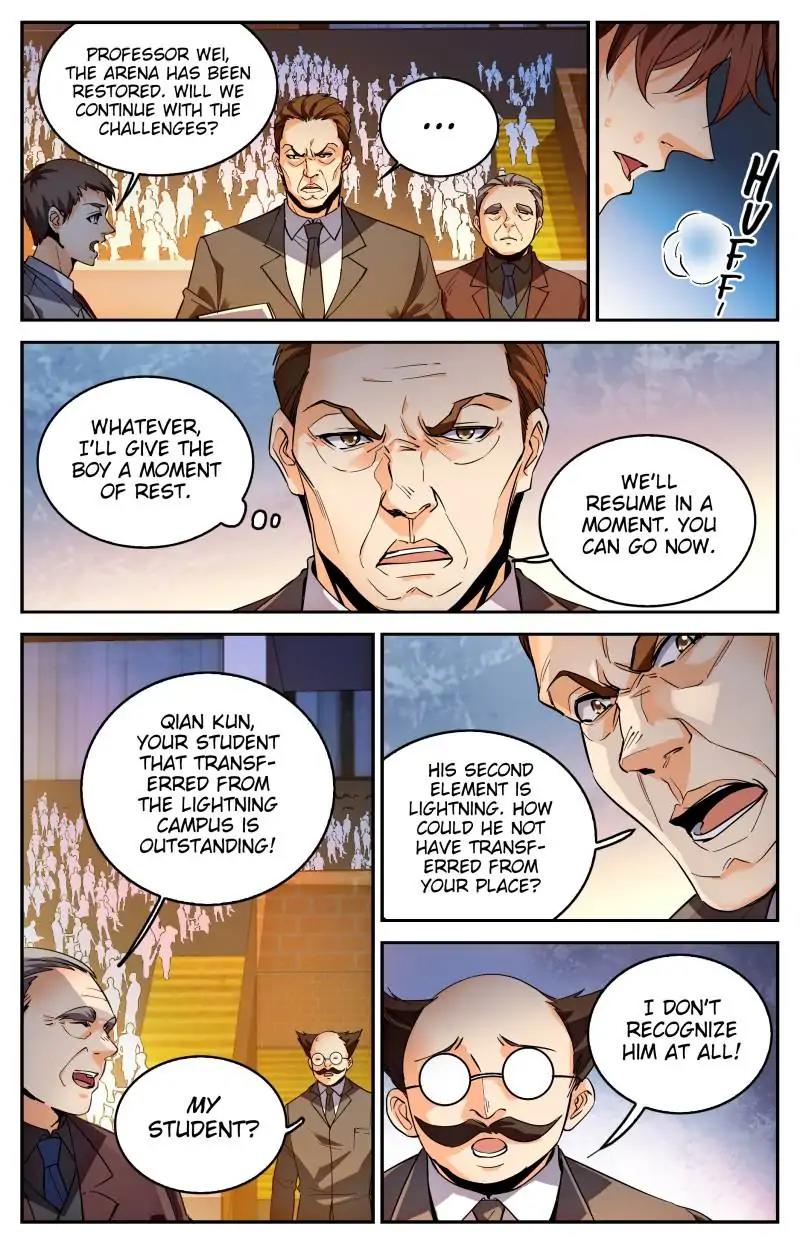 PROFESSOR WEI,
THE ARENA HAS BEEN
RESTORED. WILL WE
CONTINUE WITH THE
CHALLENGES?
...
HUFF~
WHATEVER,
I'LL GIVE THE
BOY A MOMENT
OF REST.
WE'LL
RESUME IN A
MOMENT. YOU
CAN GO NOW.
QIAN KUN,
YOUR STUDENT
THAT TRANSF-
ERRED FROM
THE LIGHTNING
CAMPUS IS
OUTSTANDING!
MY
STUDENT?
HIS SECOND
ELEMENT IS
LIGHTNING. HOW
COULD HE NOT
HAVE TRANSF-
ERRED FROM
YOUR PLACE?
I DON'T
RECOGNIZE
HIM AT ALL!